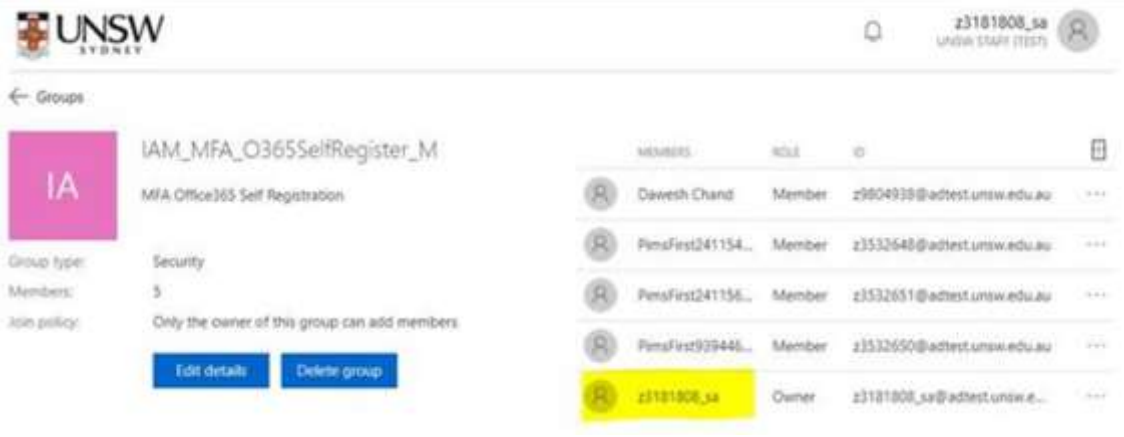 UNSW
SYDNEY
z3181808_sa
UNSW STAFF (TEST)
Groups
IA
IAM_MFA_O365SelfRegister_M
MFA Office365 Self Registration
Group type: Security
Members: 5
Join policy: Only the owner of this group can add members
Edit details Delete group
MEMBERS ROLE ID
Dawesh Chand Member z9804938@adtest.unsw.edu.au
PimsFirst241154... Member z3532648@adtest.unsw.edu.au
PimsFirst241156... Member z3532651@adtest.unsw.edu.au
PimsFirst939446... Member z3532650@adtest.unsw.edu.au
z3181808_sa Owner z3181808_sa@adtest.unsw.e...